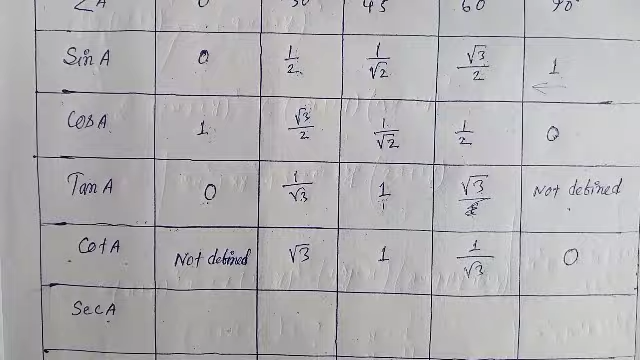 ∠A 0 30 45 60 90°
Sin A 0 1/2 1/√2 √3/2 1
Cos A 1 √3/2 1/√2 1/2 0
Tan A 0 1/√3 1 √3 Not defined
Cot A Not defined √3 1 1/√3 0
Sec A